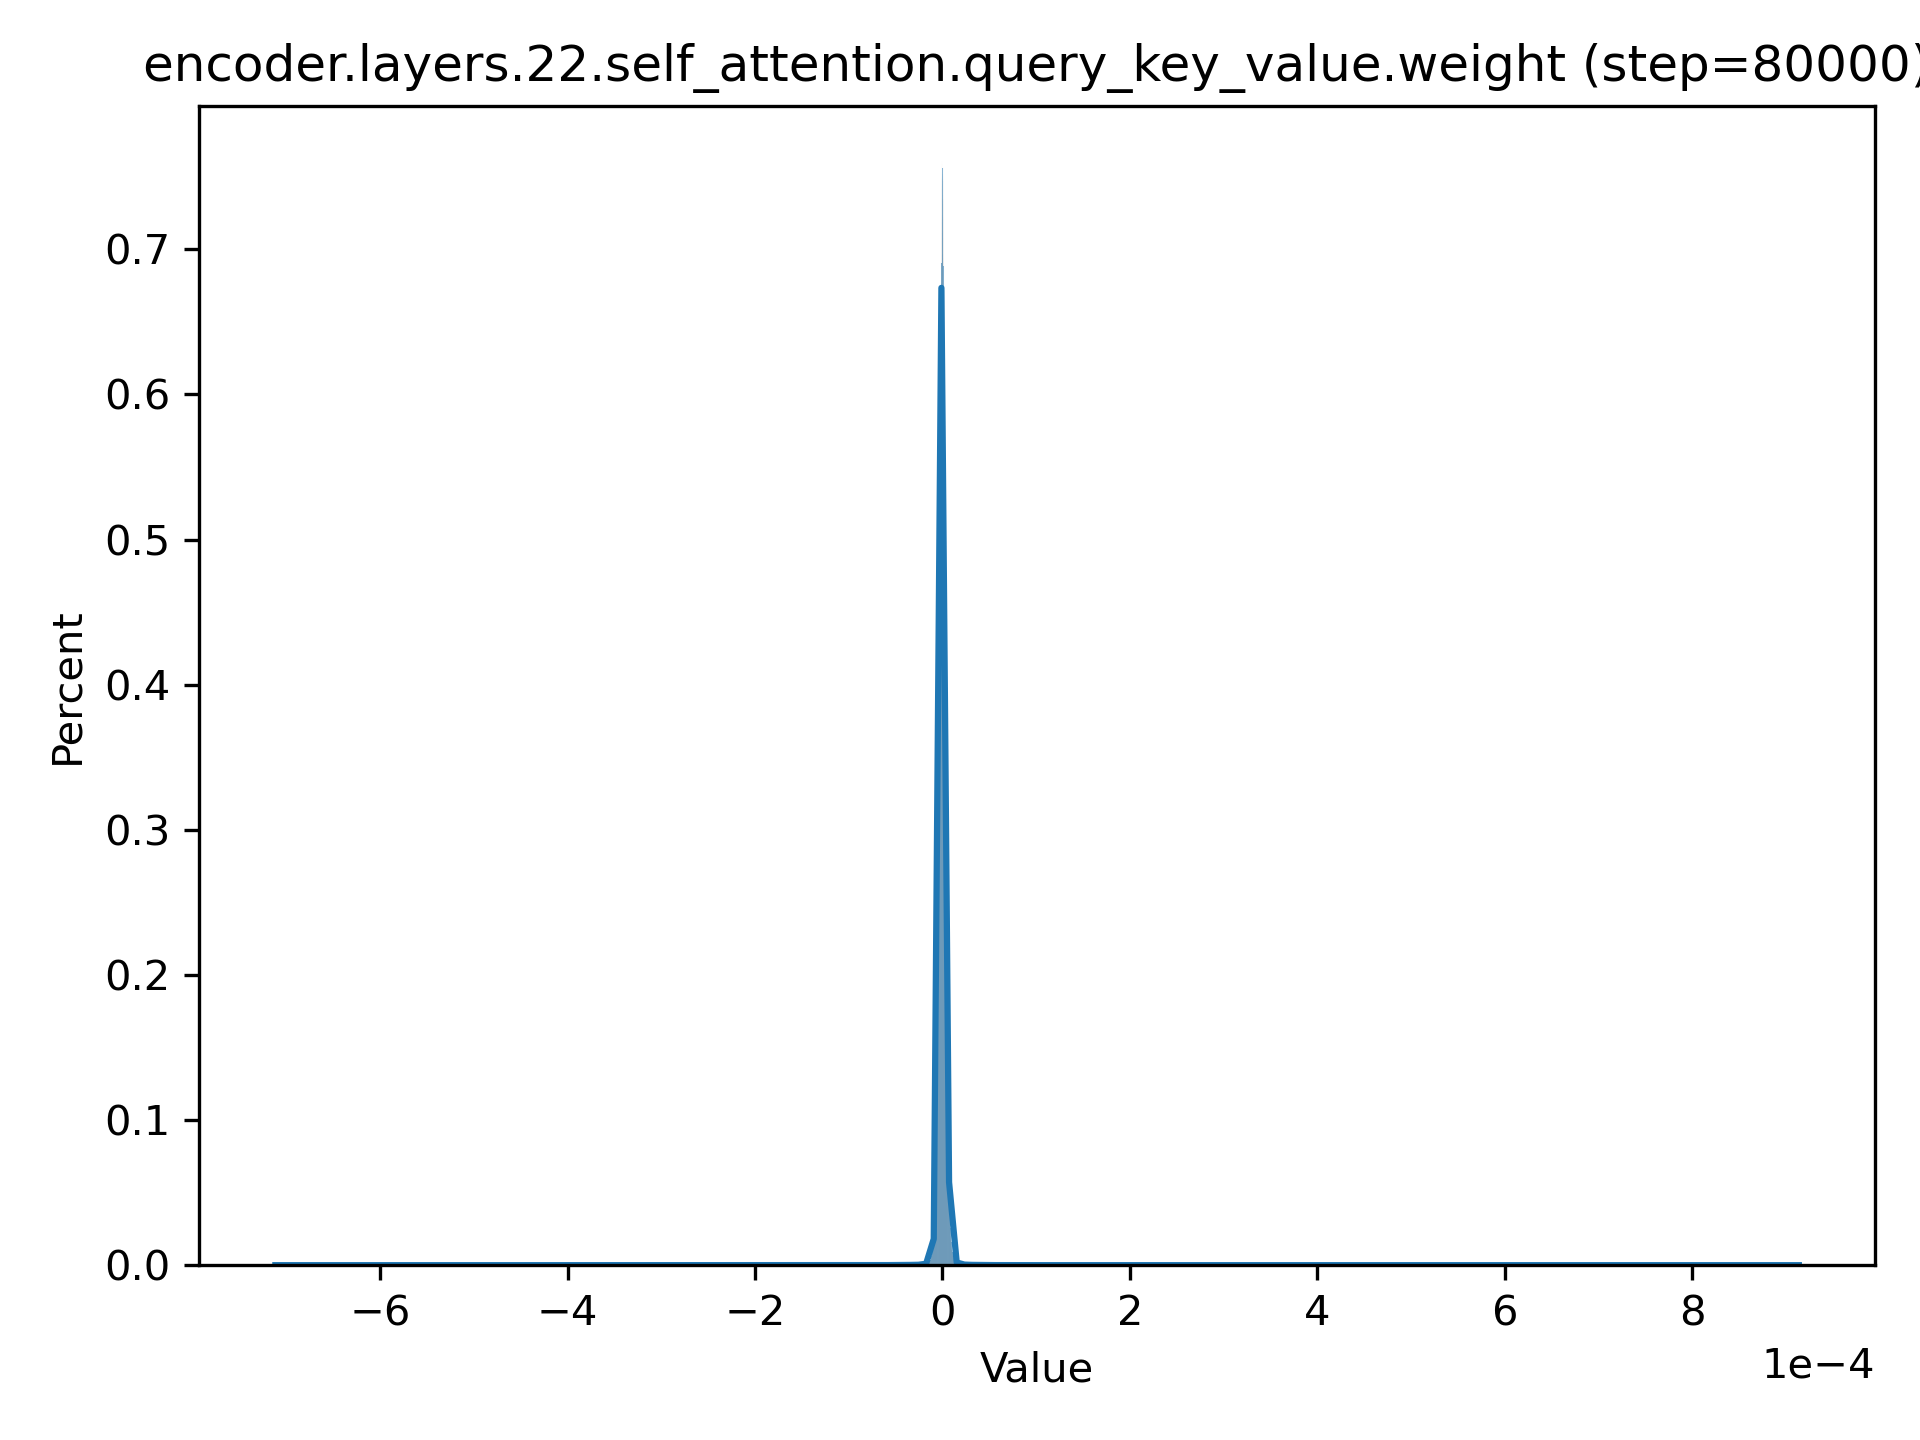 encoder.layers.22.self_attention.query_key_value.weight (step=80000)
0.7
0.6
0.5
0.4
0.3
0.2
0.1
0.0
Percent
−6 −4 −2 0 2 4 6 8
1e−4
Value